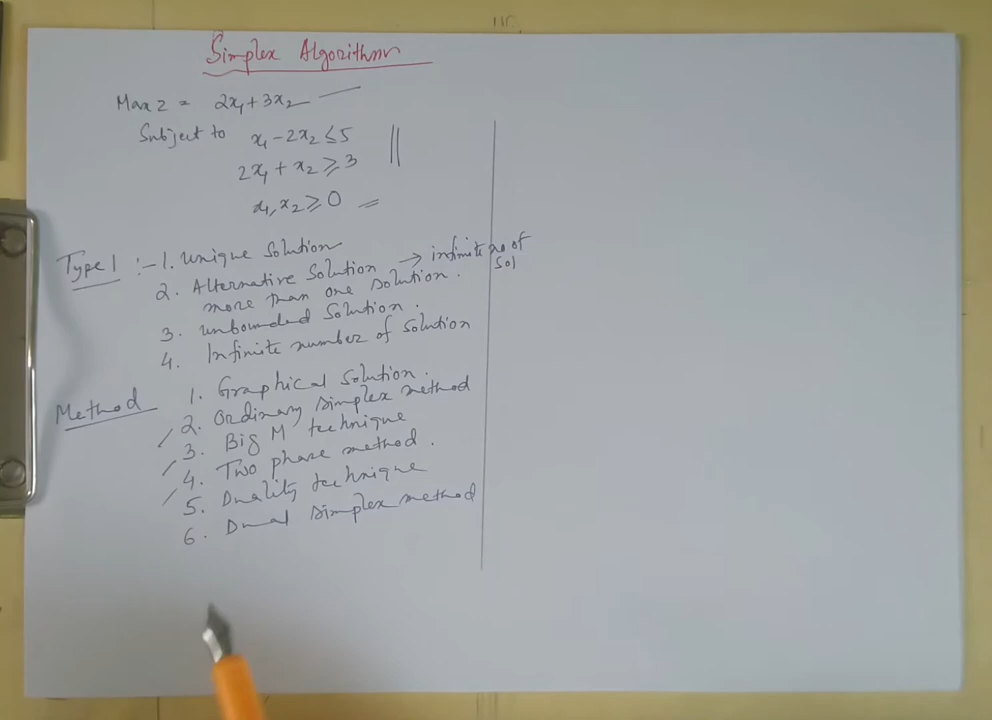 Simplex Algorithm
Max Z = 2x₁ + 3x₂
Subject to x₁ - 2x₂ ≤ 5
2x₁ + x₂ ≥ 3
x₁, x₂ ≥ 0
Type 1 :- 1. Unique Solution
2. Alternative Solution → infinite no of sol
more than one solution.
3. unbounded Solution.
4. Infinite number of solution
Method 1. Graphical Solution.
2. Ordinary simplex method
3. Big M technique
4. Two phase method.
5. Duality technique
6. Dual simplex method